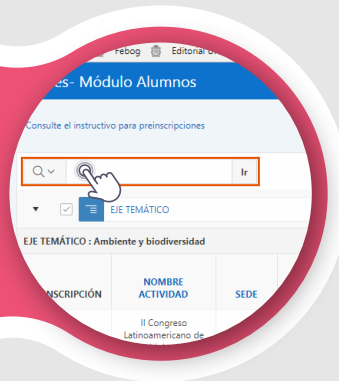 Febog Editorial
es- Módulo Alumnos
Consulte el instructivo para preinscripciones
Ir
EJE TEMÁTICO
EJE TEMÁTICO : Ambiente y biodiversidad
NSCRIPCIÓN
NOMBRE
ACTIVIDAD
SEDE
II Congreso
Latinoamericano de